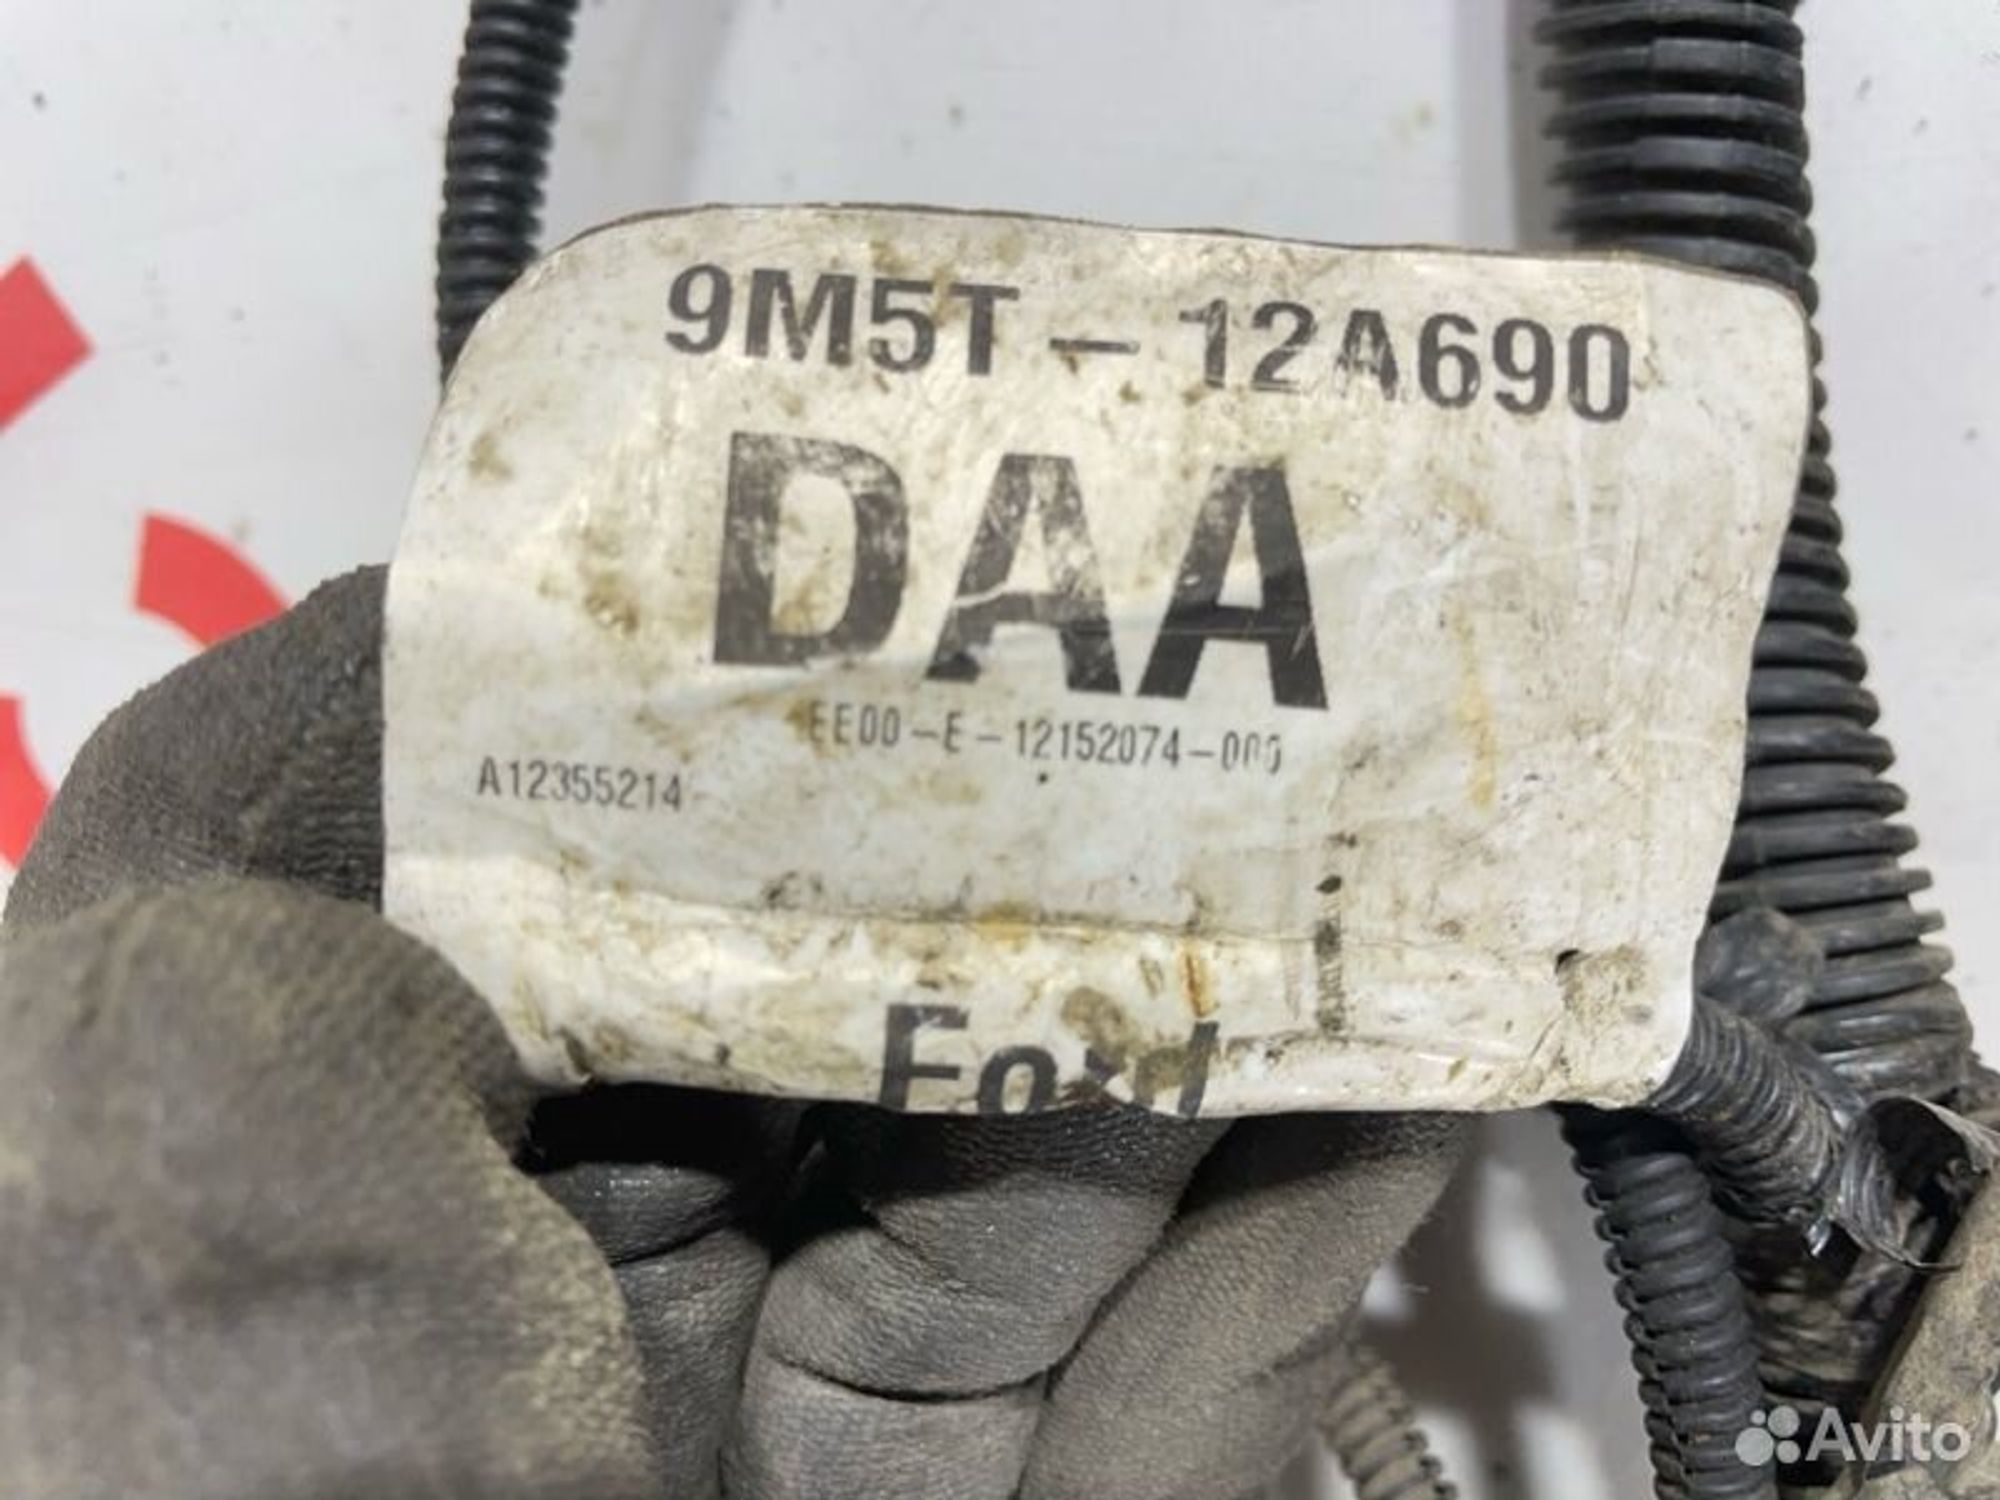 9M5T-12A690
DAA
EE00-E-12152074-000
A12355214
Ford
Avito